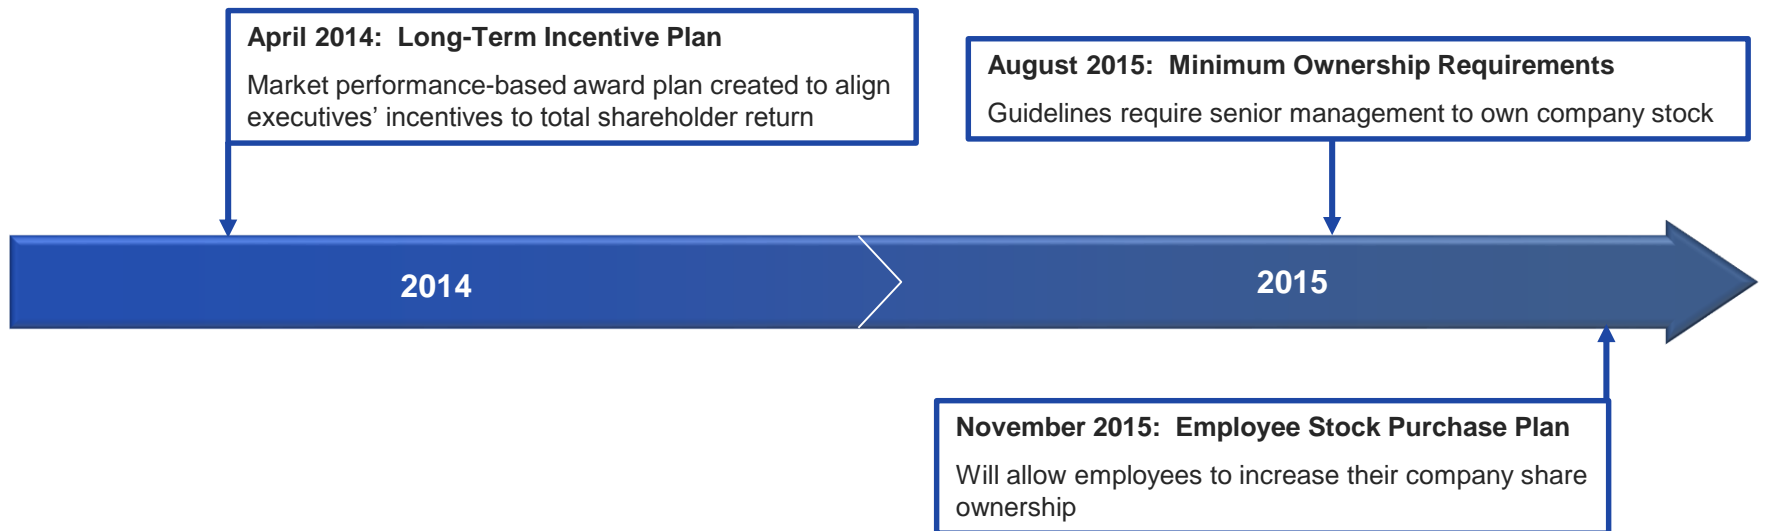 April 2014:  Long-Term Incentive Plan
Market performance-based award plan created to align
executives’ incentives to total shareholder return
August 2015:  Minimum Ownership Requirements
Guidelines require senior management to own company stock
2014
2015
November 2015:  Employee Stock Purchase Plan
Will allow employees to increase their company share
ownership